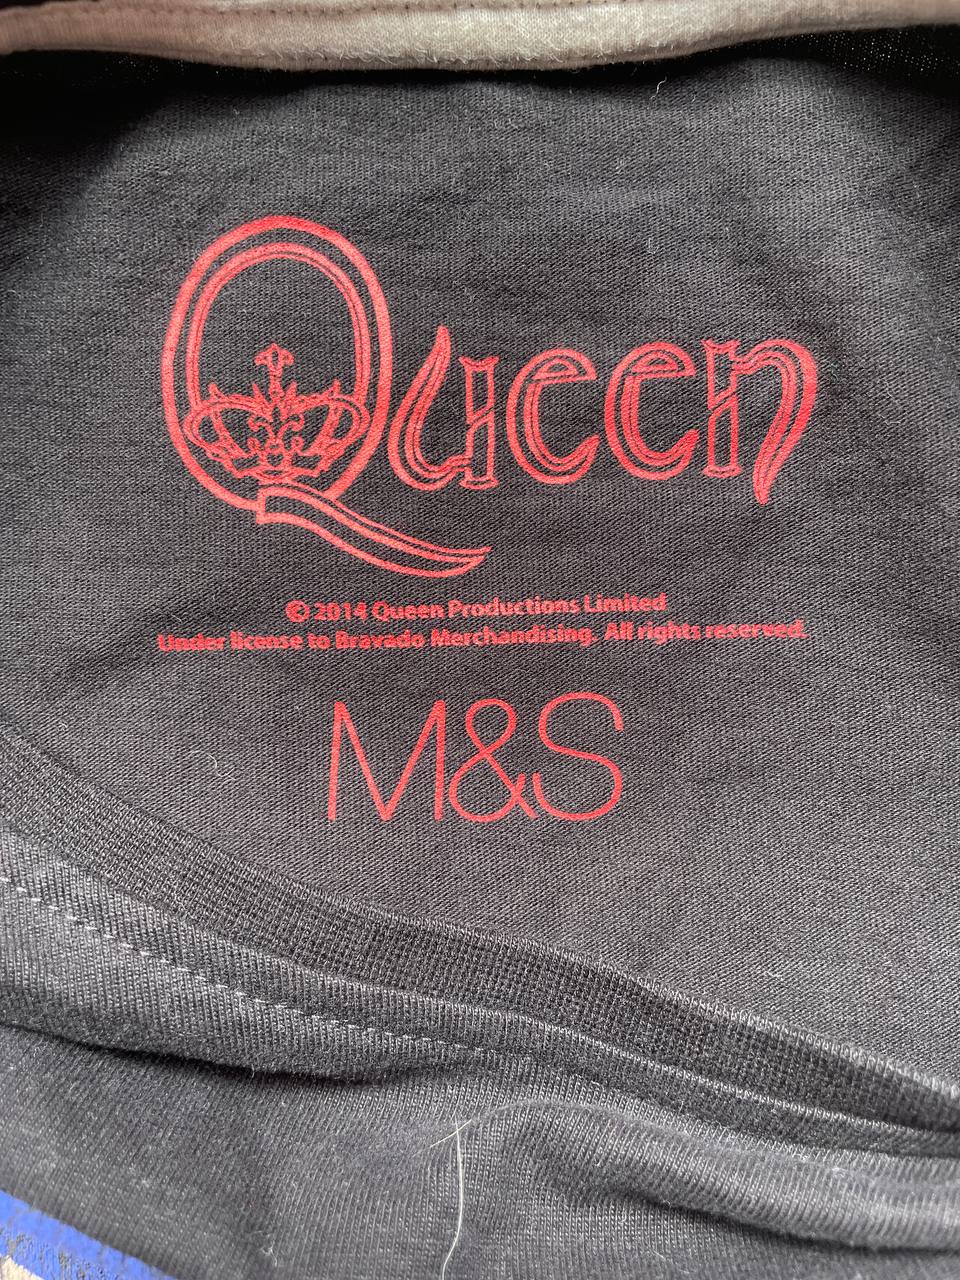 Queen
© 2014 Queen Productions Limited
Under license to Bravado Merchandising. All rights reserved.
M&S